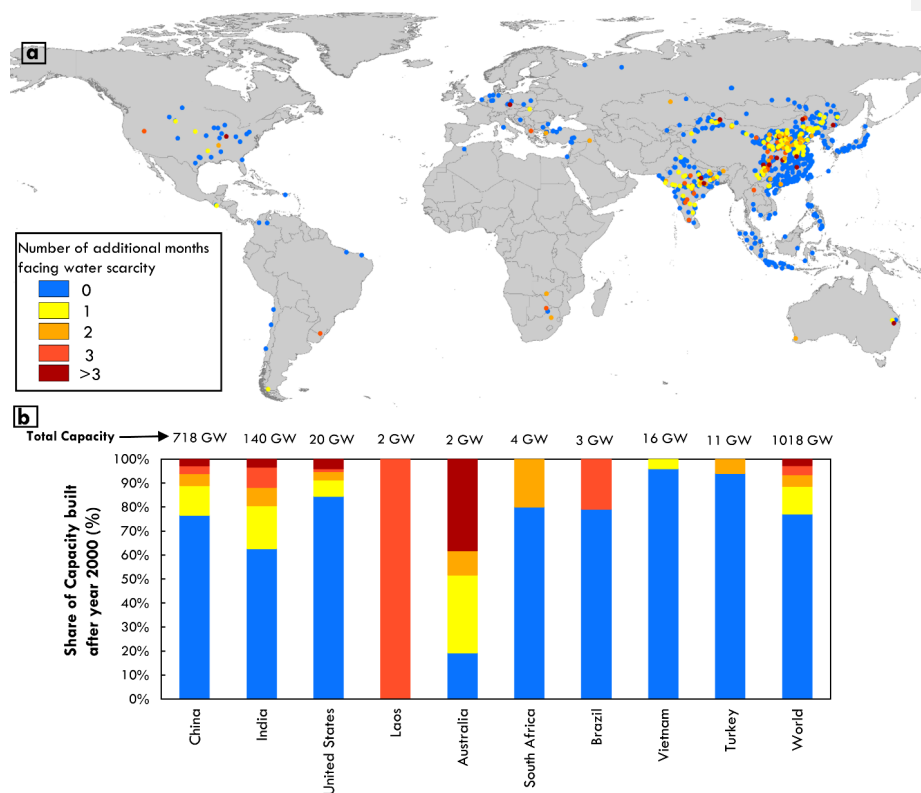 a
Number of additional months
facing water scarcity
0
1
2
3
>3
b
Total Capacity
718 GW
140 GW
20 GW
2 GW
2 GW
4 GW
3 GW
16 GW
11 GW
1018 GW
Share of Capacity built
after year 2000 (%)
100%
90%
80%
70%
60%
50%
40%
30%
20%
10%
0%
China
India
United States
Laos
Australia
South Africa
Brazil
Vietnam
Turkey
World